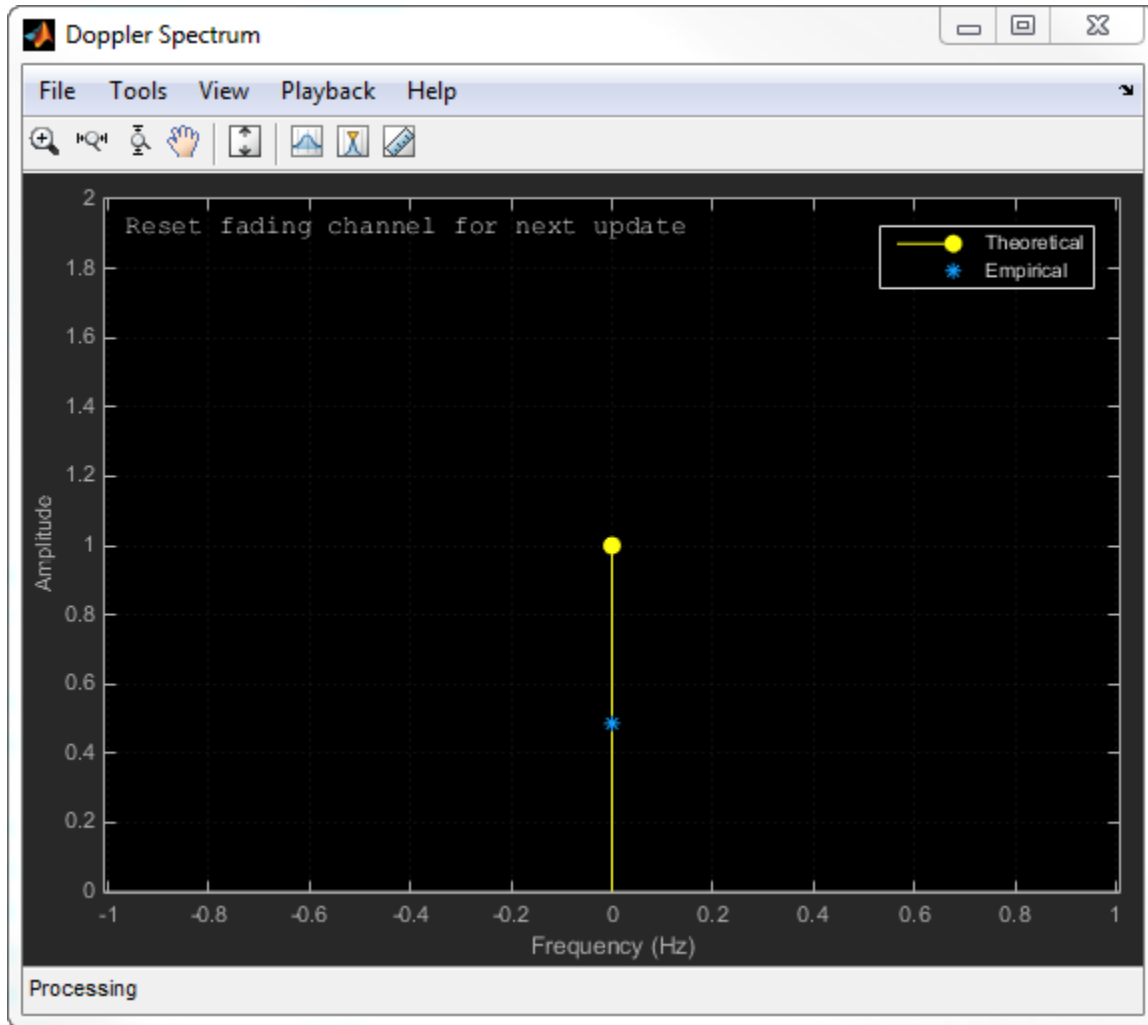 Doppler Spectrum
File Tools View Playback Help
Reset fading channel for next update
Theoretical
Empirical
2
1.8
1.6
1.4
1.2
1
0.8
0.6
0.4
0.2
0
Amplitude
-1 -0.8 -0.6 -0.4 -0.2 0 0.2 0.4 0.6 0.8 1
Frequency (Hz)
Processing